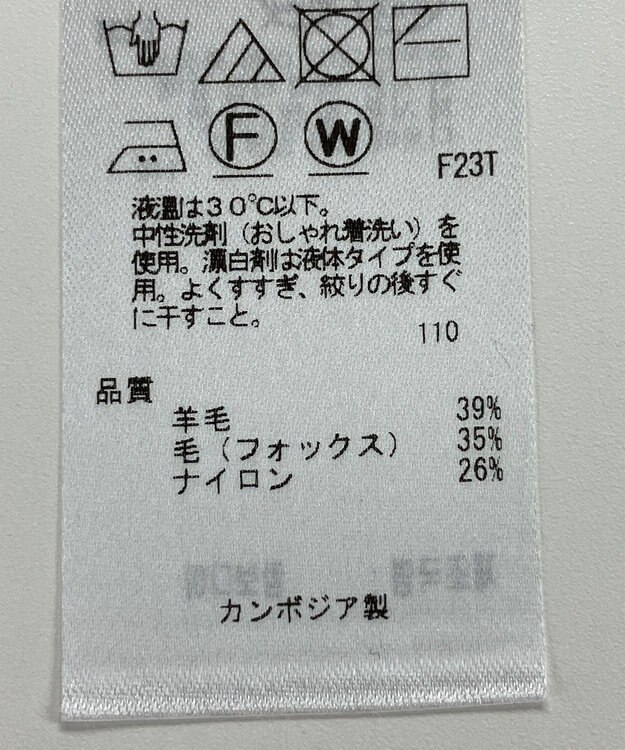 F
W
F23T
液温は30℃以下。
中性洗剤(おしゃれ着洗い)を
使用。漂白剤は液体タイプを使
用。よくすすぎ、絞りの後すぐ
に干すこと。
110
品質
羊毛 39%
毛(フォックス) 35%
ナイロン 26%
カンボジア製